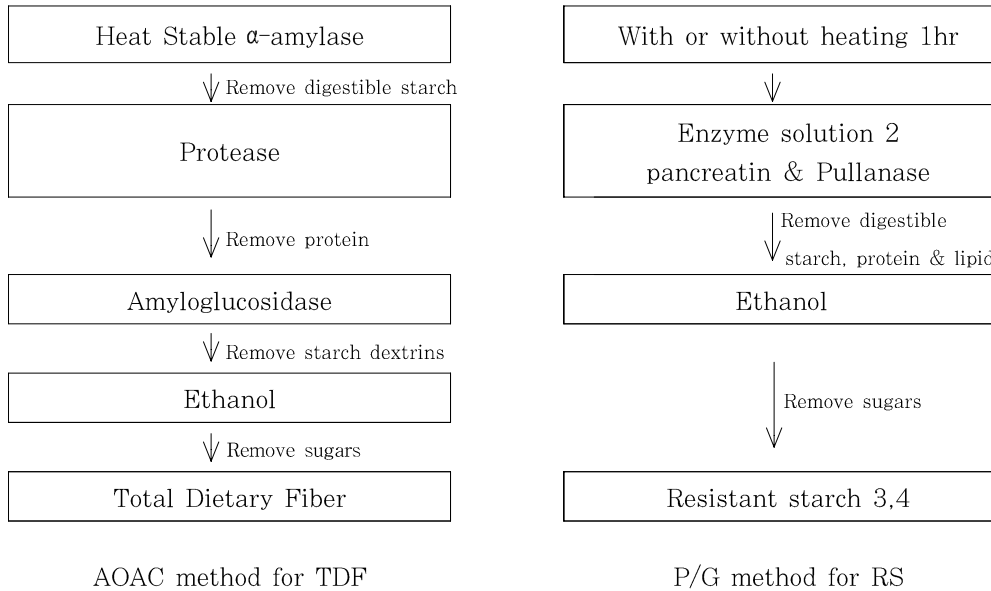 Heat Stable α-amylase
Remove digestible starch
Protease
Remove protein
Amyloglucosidase
Remove starch dextrins
Ethanol
Remove sugars
Total Dietary Fiber
AOAC method for TDF
With or without heating 1hr
Enzyme solution 2
pancreatin & Pullanase
Remove digestible
starch, protein & lipid
Ethanol
Remove sugars
Resistant starch 3,4
P/G method for RS